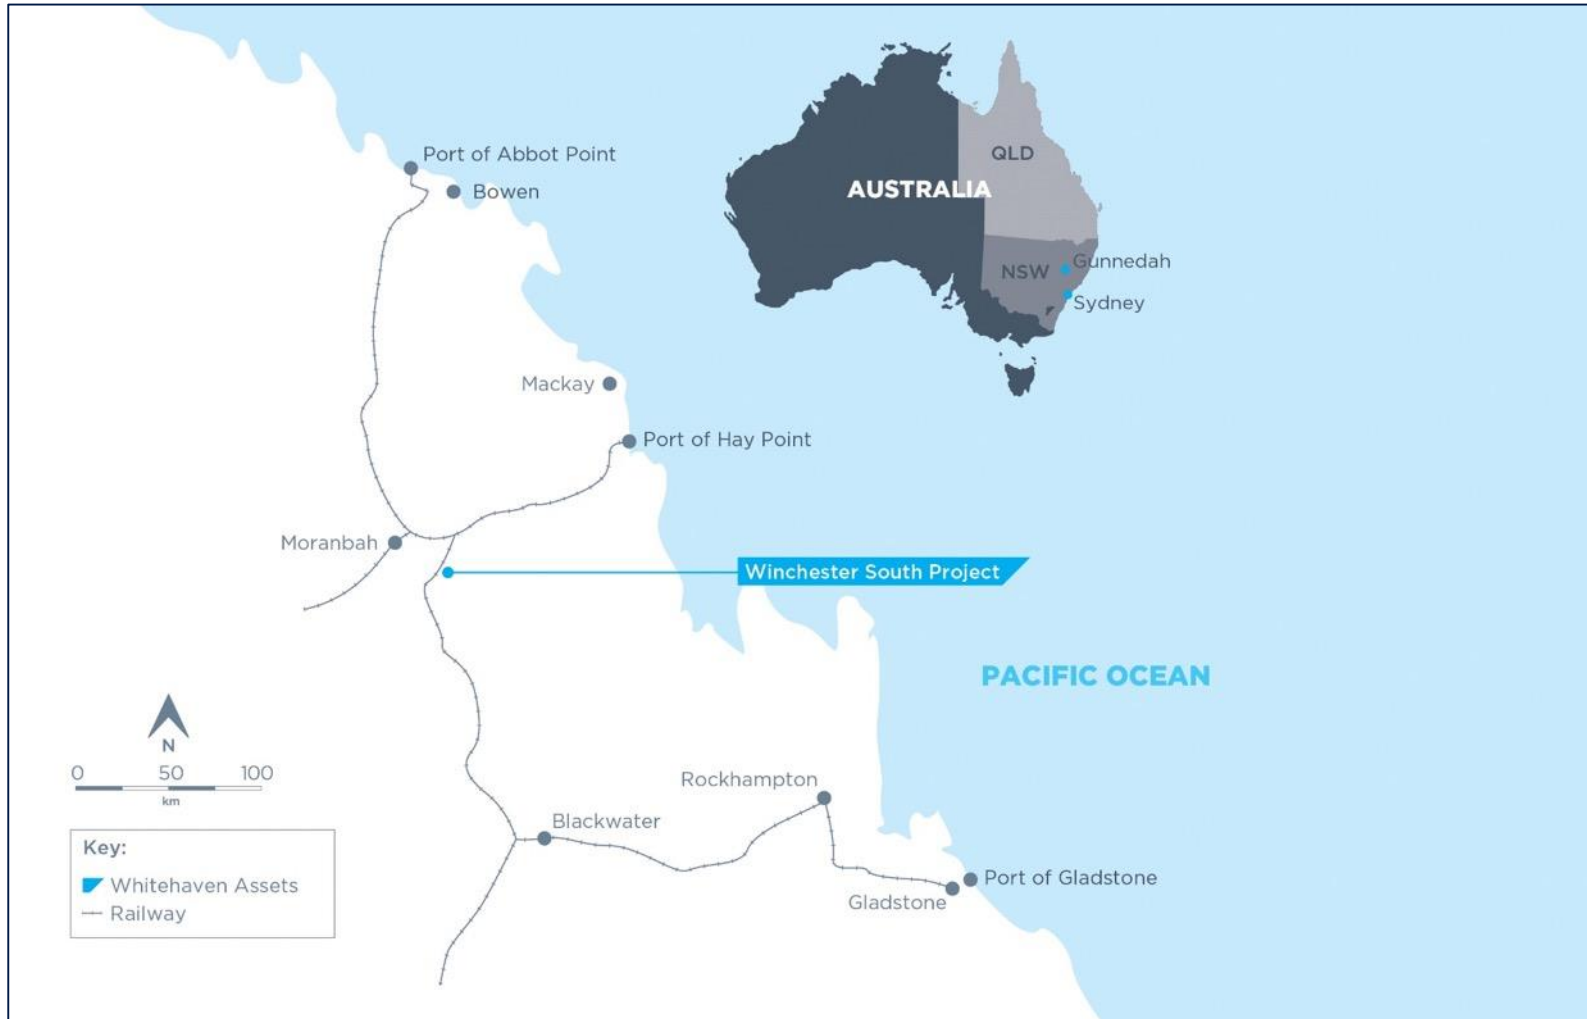 Port of Abbot Point
Bowen
QLD
AUSTRALIA
NSW
Gunnedah
Sydney
Mackay
Port of Hay Point
Moranbah
Winchester South Project
PACIFIC OCEAN
N
0 50 100
km
Rockhampton
Blackwater
Key:
Whitehaven Assets
Railway
Port of Gladstone
Gladstone